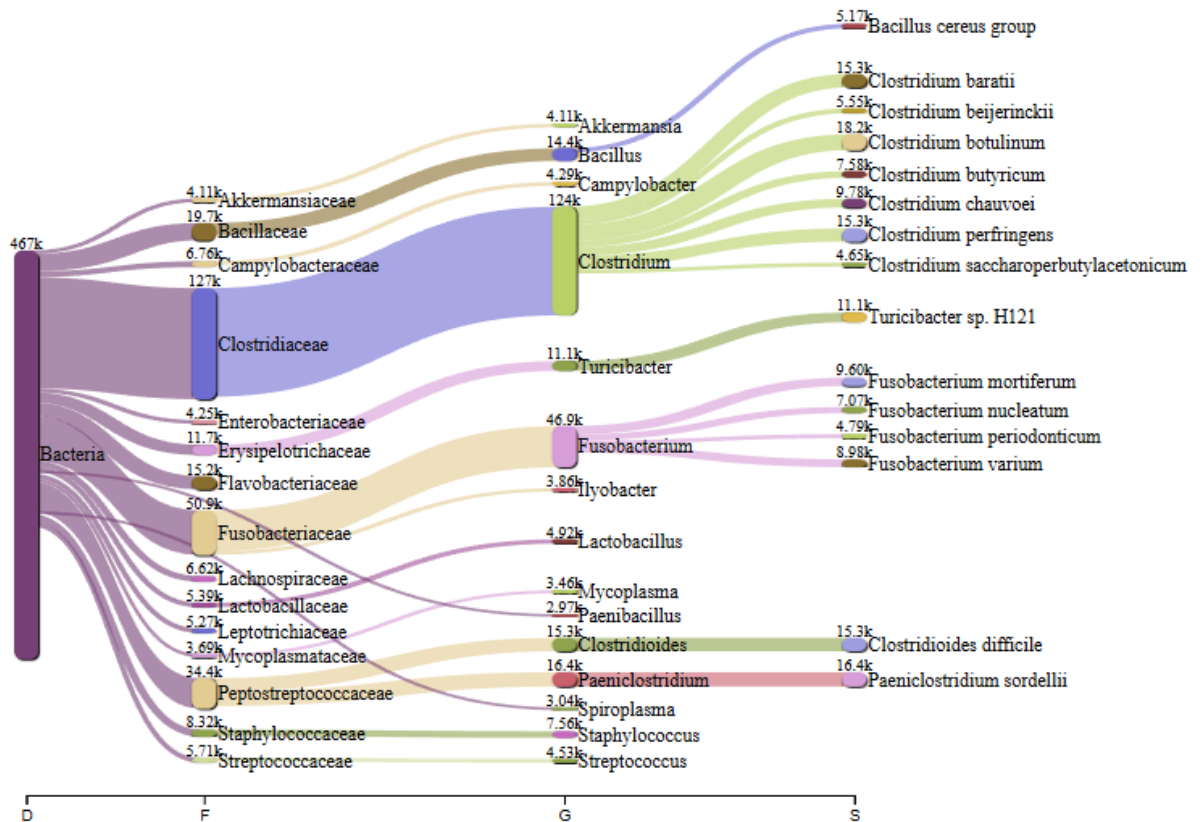 467k
Bacteria
4.11k
Akkermansiaceae
19.7k
Bacillaceae
6.76k
Campylobacteraceae
127k
Clostridiaceae
4.25k
Enterobacteriaceae
11.7k
Erysipelotrichaceae
15.2k
Flavobacteriaceae
50.9k
Fusobacteriaceae
6.62k
Lachnospiraceae
5.39k
Lactobacillaceae
5.27k
Leptotrichiaceae
3.69k
Mycoplasmataceae
34.4k
Peptostreptococcaceae
8.32k
Staphylococcaceae
5.71k
Streptococcaceae
4.11k
Akkermansia
14.4k
Bacillus
4.29k
Campylobacter
124k
Clostridium
11.1k
Turicibacter
46.9k
Fusobacterium
3.86k
Ilyobacter
4.92k
Lactobacillus
3.46k
Mycoplasma
2.97k
Paenibacillus
15.3k
Clostridioides
16.4k
Paeniclostridium
3.04k
Spiroplasma
7.56k
Staphylococcus
4.53k
Streptococcus
5.17k
Bacillus cereus group
15.3k
Clostridium baratii
5.55k
Clostridium beijerinckii
18.2k
Clostridium botulinum
7.58k
Clostridium butyricum
9.78k
Clostridium chauvoei
15.3k
Clostridium perfringens
4.65k
Clostridium saccharoperbutylacetonicum
11.1k
Turicibacter sp. H121
9.60k
Fusobacterium mortiferum
7.07k
Fusobacterium nucleatum
4.79k
Fusobacterium periodonticum
8.98k
Fusobacterium varium
15.3k
Clostridioides difficile
16.4k
Paeniclostridium sordellii
D F G S